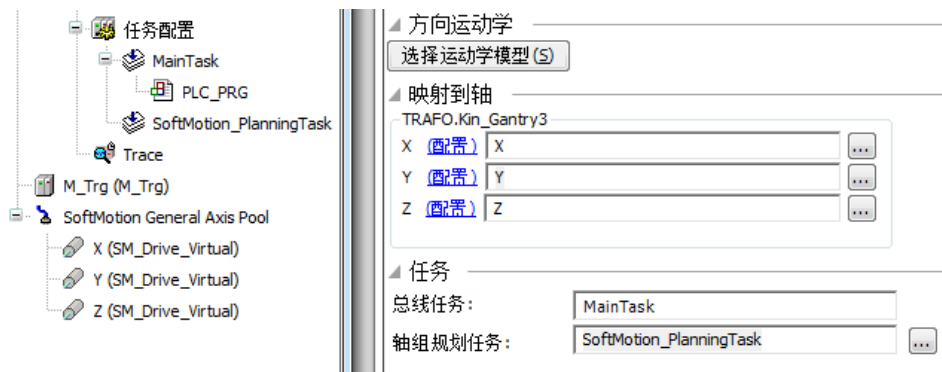 任务配置
MainTask
PLC_PRG
SoftMotion_PlanningTask
Trace
M_Trg (M_Trg)
SoftMotion General Axis Pool
X (SM_Drive_Virtual)
Y (SM_Drive_Virtual)
Z (SM_Drive_Virtual)
方向运动学
选择运动学模型(S)
映射到轴
TRAFO.Kin_Gantry3
X (配置) X ...
Y (配置) Y ...
Z (配置) Z ...
任务
总线任务: MainTask
轴组规划任务: SoftMotion_PlanningTask ...